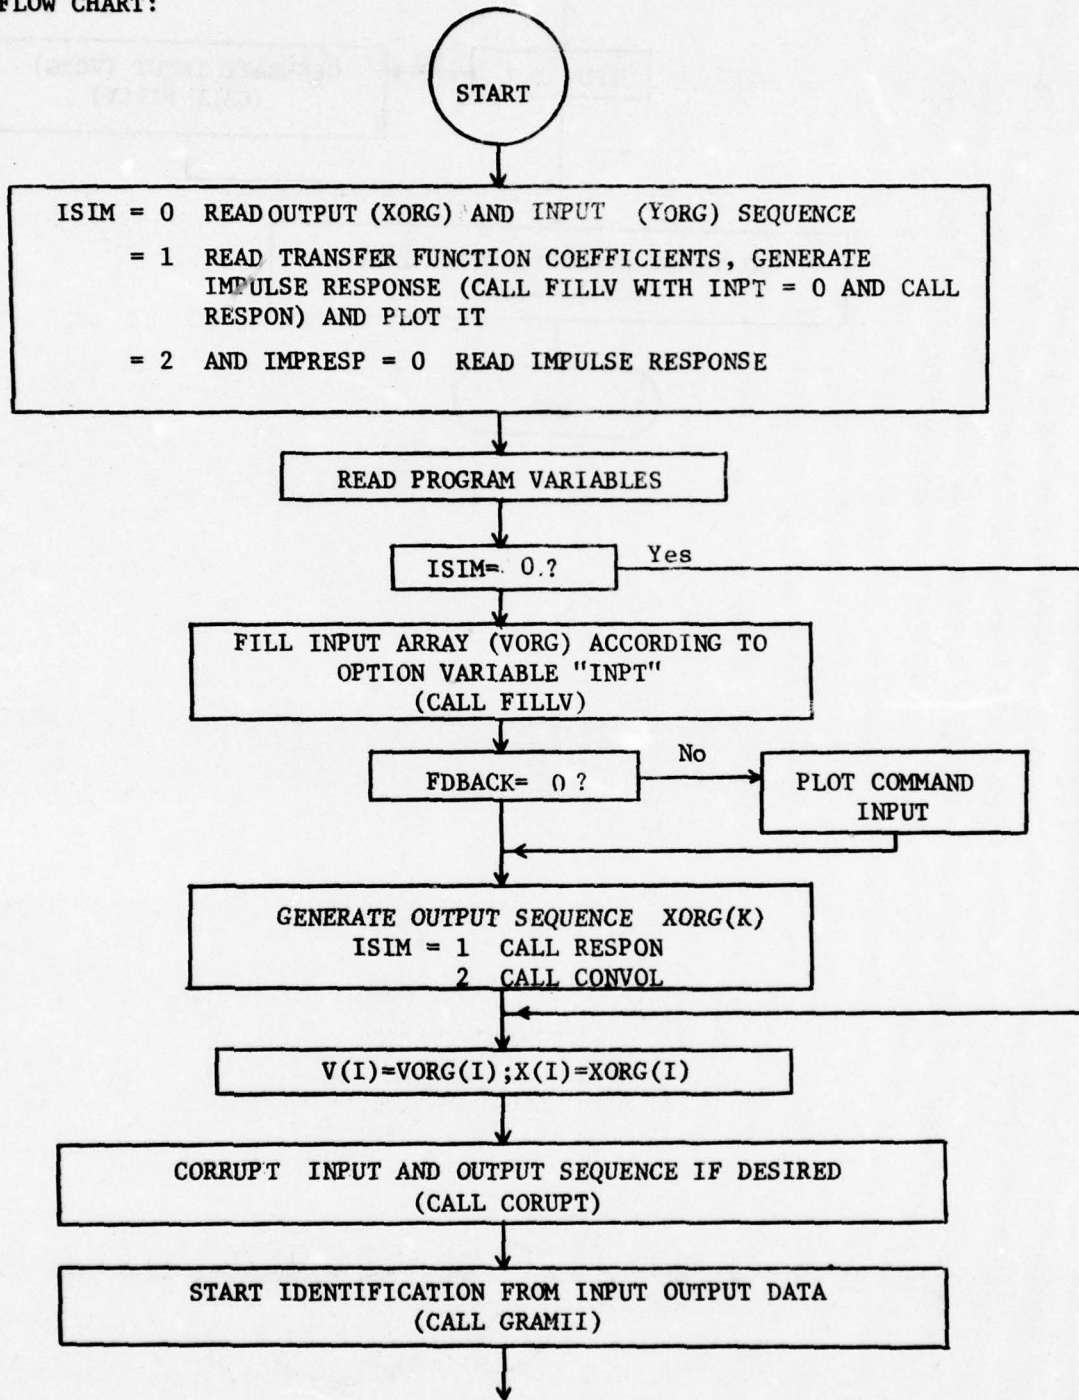 FLOW CHART:
START
ISIM = 0 READ OUTPUT (XORG) AND INPUT (YORG) SEQUENCE
= 1 READ TRANSFER FUNCTION COEFFICIENTS, GENERATE
IMPULSE RESPONSE (CALL FILLV WITH INPT = 0 AND CALL
RESPON) AND PLOT IT
= 2 AND IMPRESP = 0 READ IMPULSE RESPONSE
READ PROGRAM VARIABLES
ISIM= 0.?
Yes
FILL INPUT ARRAY (VORG) ACCORDING TO
OPTION VARIABLE "INPT"
(CALL FILLV)
FDBACK= 0 ?
No
PLOT COMMAND
INPUT
GENERATE OUTPUT SEQUENCE XORG(K)
ISIM = 1 CALL RESPON
2 CALL CONVOL
V(I)=VORG(I);X(I)=XORG(I)
CORRUPT INPUT AND OUTPUT SEQUENCE IF DESIRED
(CALL CORUPT)
START IDENTIFICATION FROM INPUT OUTPUT DATA
(CALL GRAMII)